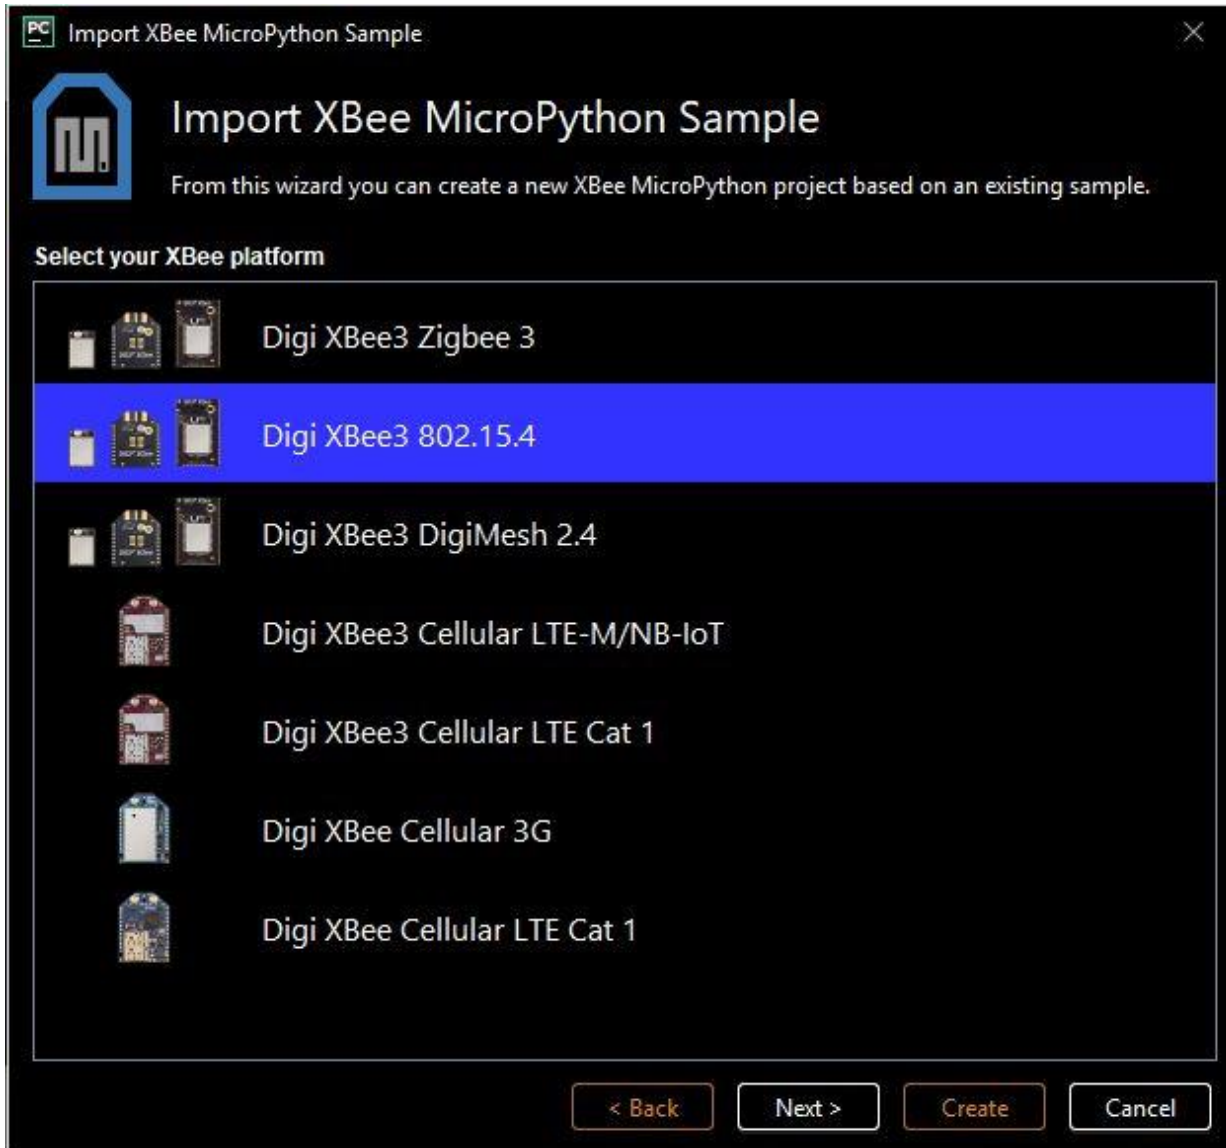 PC Import XBee MicroPython Sample
Import XBee MicroPython Sample
From this wizard you can create a new XBee MicroPython project based on an existing sample.
Select your XBee platform
Digi XBee3 Zigbee 3
Digi XBee3 802.15.4
Digi XBee3 DigiMesh 2.4
Digi XBee3 Cellular LTE-M/NB-IoT
Digi XBee3 Cellular LTE Cat 1
Digi XBee Cellular 3G
Digi XBee Cellular LTE Cat 1
< Back Next > Create Cancel